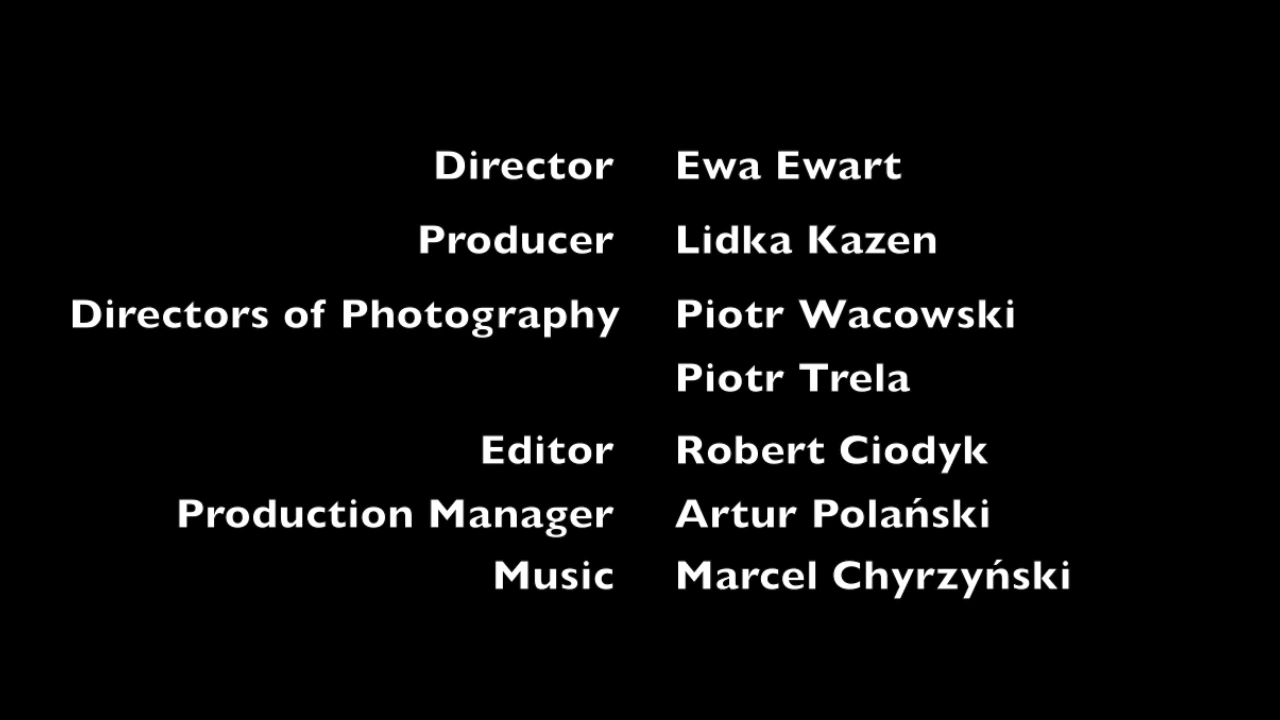 Director Ewa Ewart
Producer Lidka Kazen
Directors of Photography Piotr Wacowski
Piotr Trela
Editor Robert Ciodyk
Production Manager Artur Polański
Music Marcel Chyrzyński